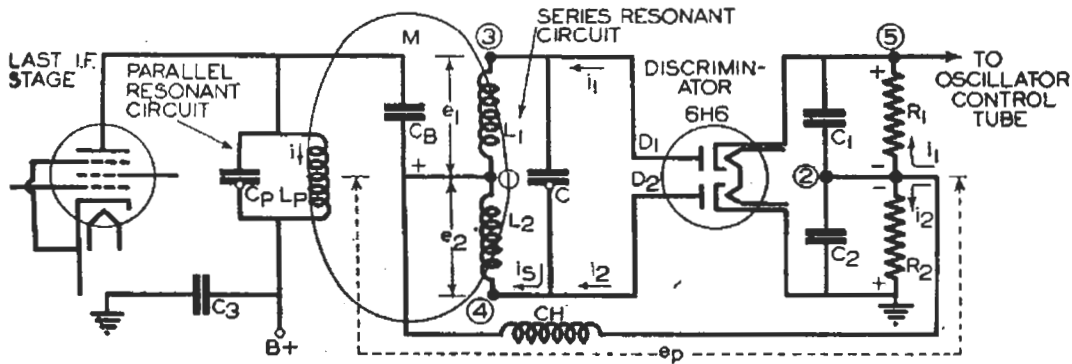 LAST I.F.
STAGE
PARALLEL
RESONANT
CIRCUIT
i
CP
LP
C3
B+
M
CB
+
3
e1
L1
1
e2
L2
4
SERIES RESONANT
CIRCUIT
i1
C
iS
i2
CH
eP
DISCRIMIN-
ATOR
6H6
D1
D2
C1
2
C2
5
+
R1
i1
-
-
i2
R2
+
TO
OSCILLATOR
CONTROL
TUBE